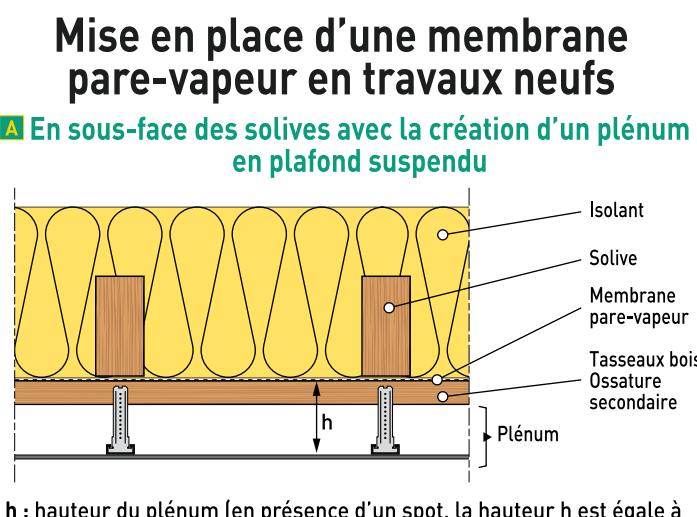 Mise en place d'une membrane
pare-vapeur en travaux neufs
A En sous-face des solives avec la création d'un plénum
en plafond suspendu
Isolant
Solive
Membrane
pare-vapeur
Tasseaux bois
Ossature
secondaire
h
Plénum
h : hauteur du plénum (en présence d'un spot, la hauteur h est égale à